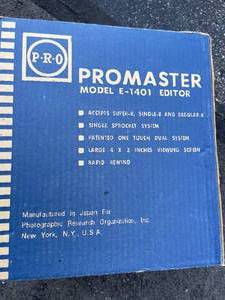 P·R·O
PROMASTER
MODEL E-1401 EDITOR
ACCEPTS SUPER-8, SINGLE-8 AND REGULAR-8
SINGLE SPROCKET SYSTEM
PATENTED ONE TOUCH DUAL SYSTEM
LARGE 4 X 3 INCHES VIEWING SCREEN
RAPID REWIND
Manufactured in Japan For
Photographic Research Organization, Inc.
New York, N.Y., U.S.A.